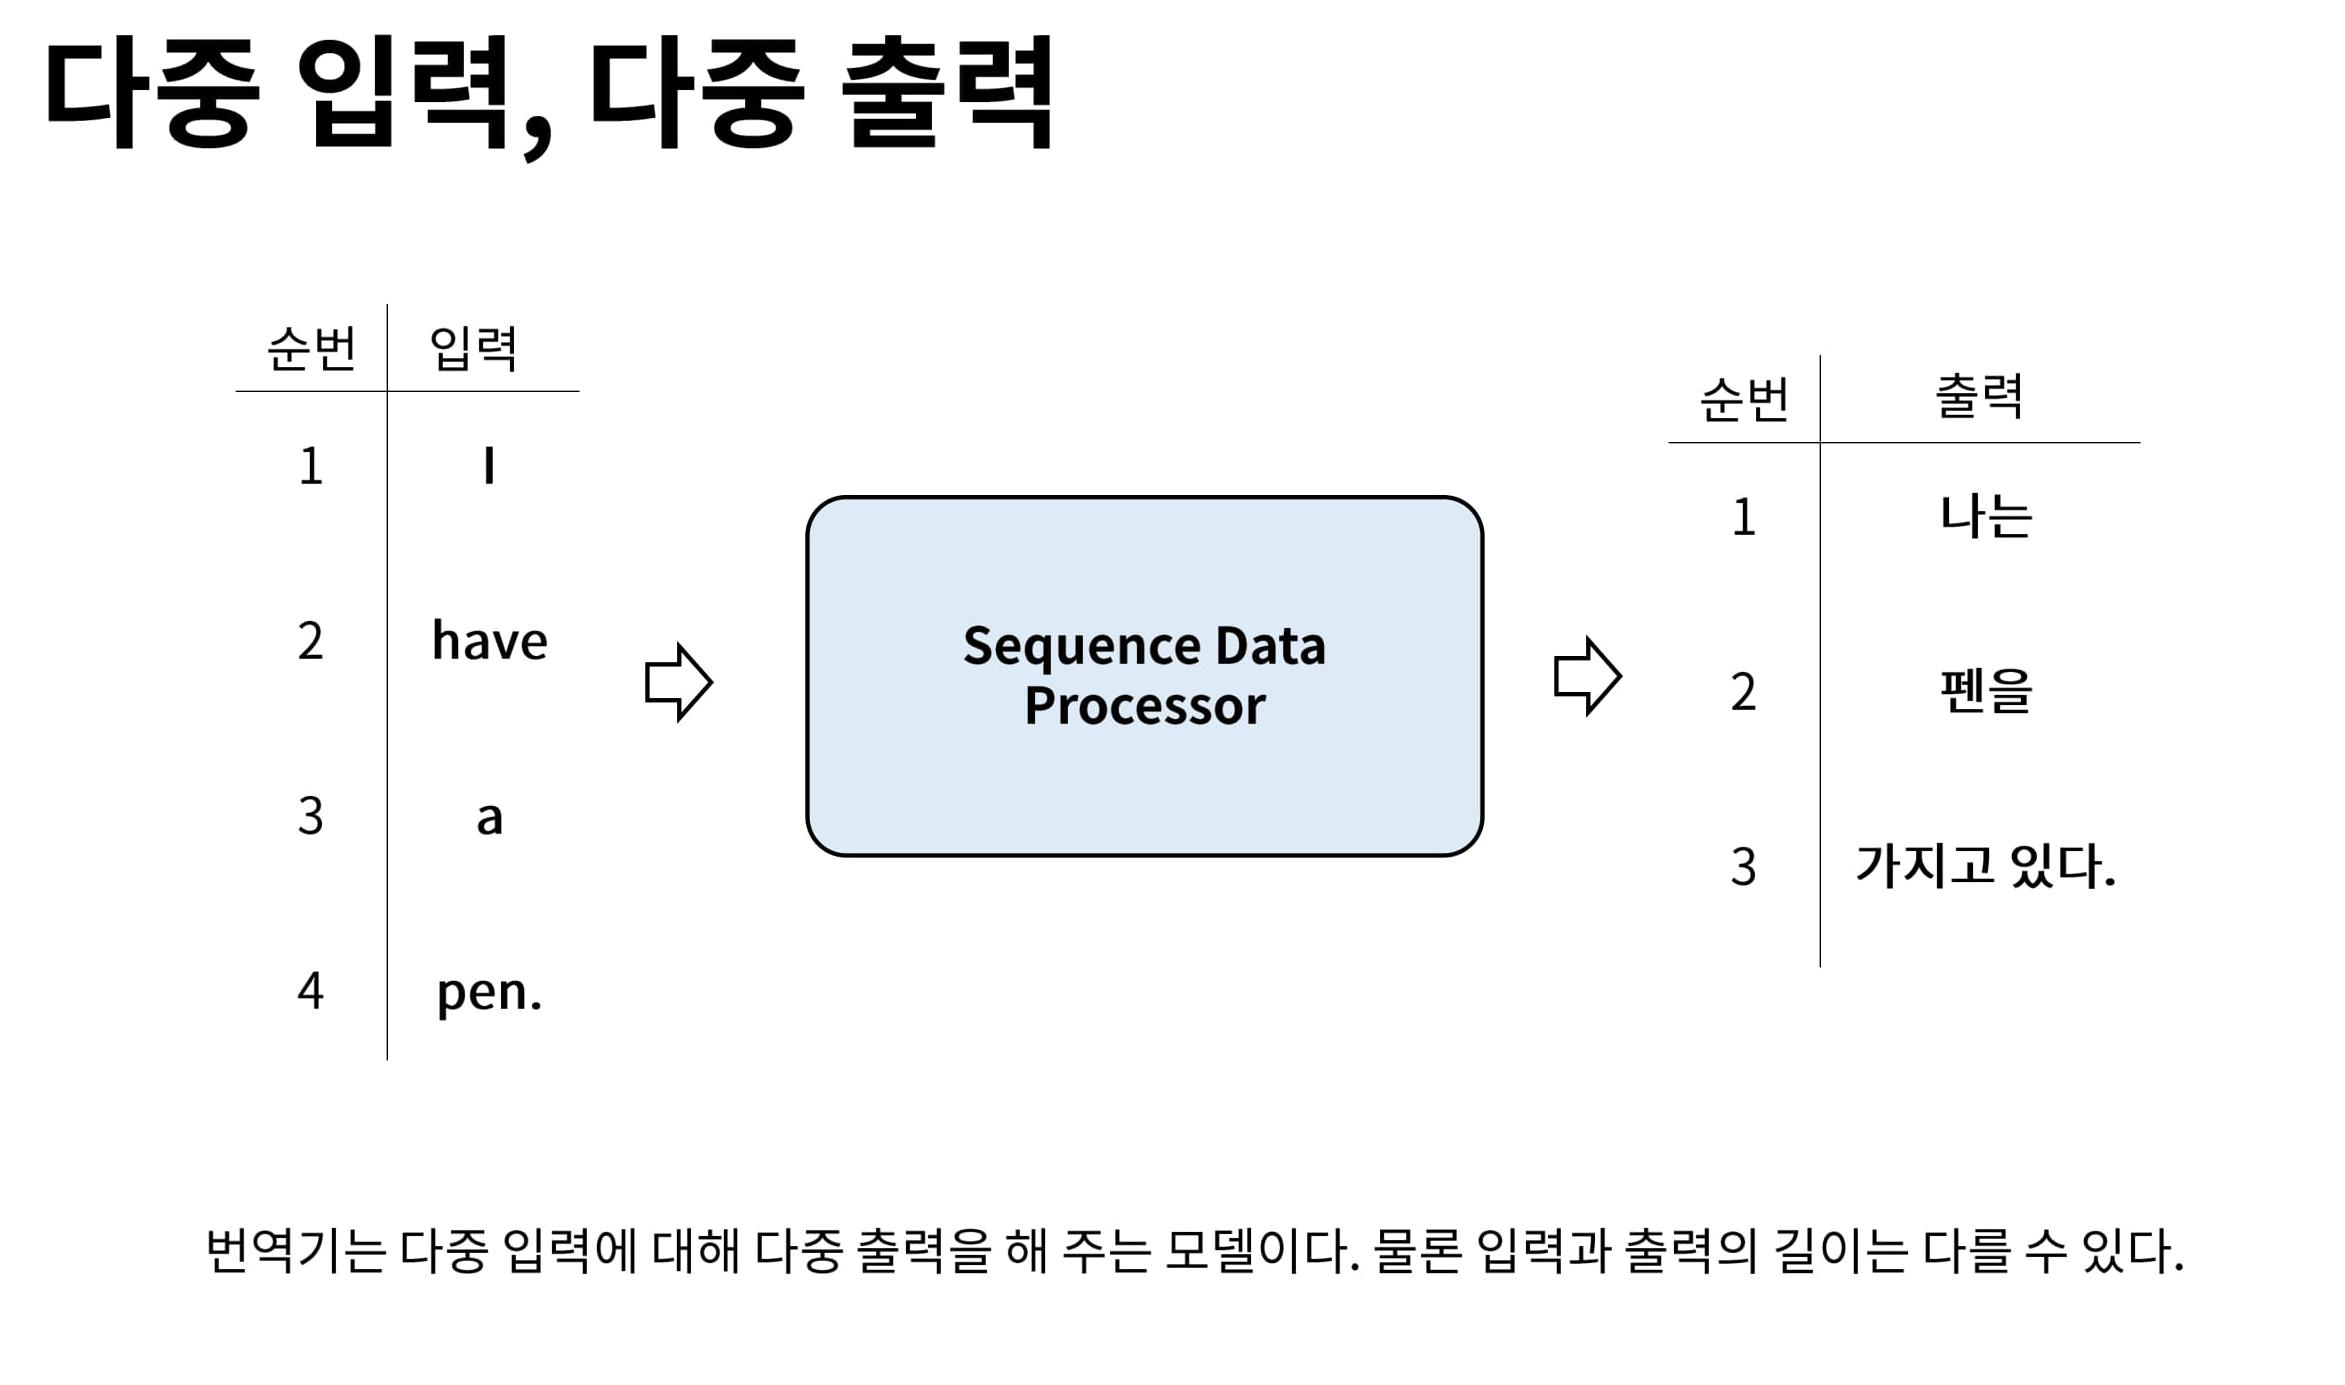 다중 입력, 다중 출력
순번 입력
1 I
2 have
3 a
4 pen.
Sequence Data
Processor
순번 출력
1 나는
2 펜을
3 가지고 있다.
번역기는 다중 입력에 대해 다중 출력을 해 주는 모델이다. 물론 입력과 출력의 길이는 다를 수 있다.